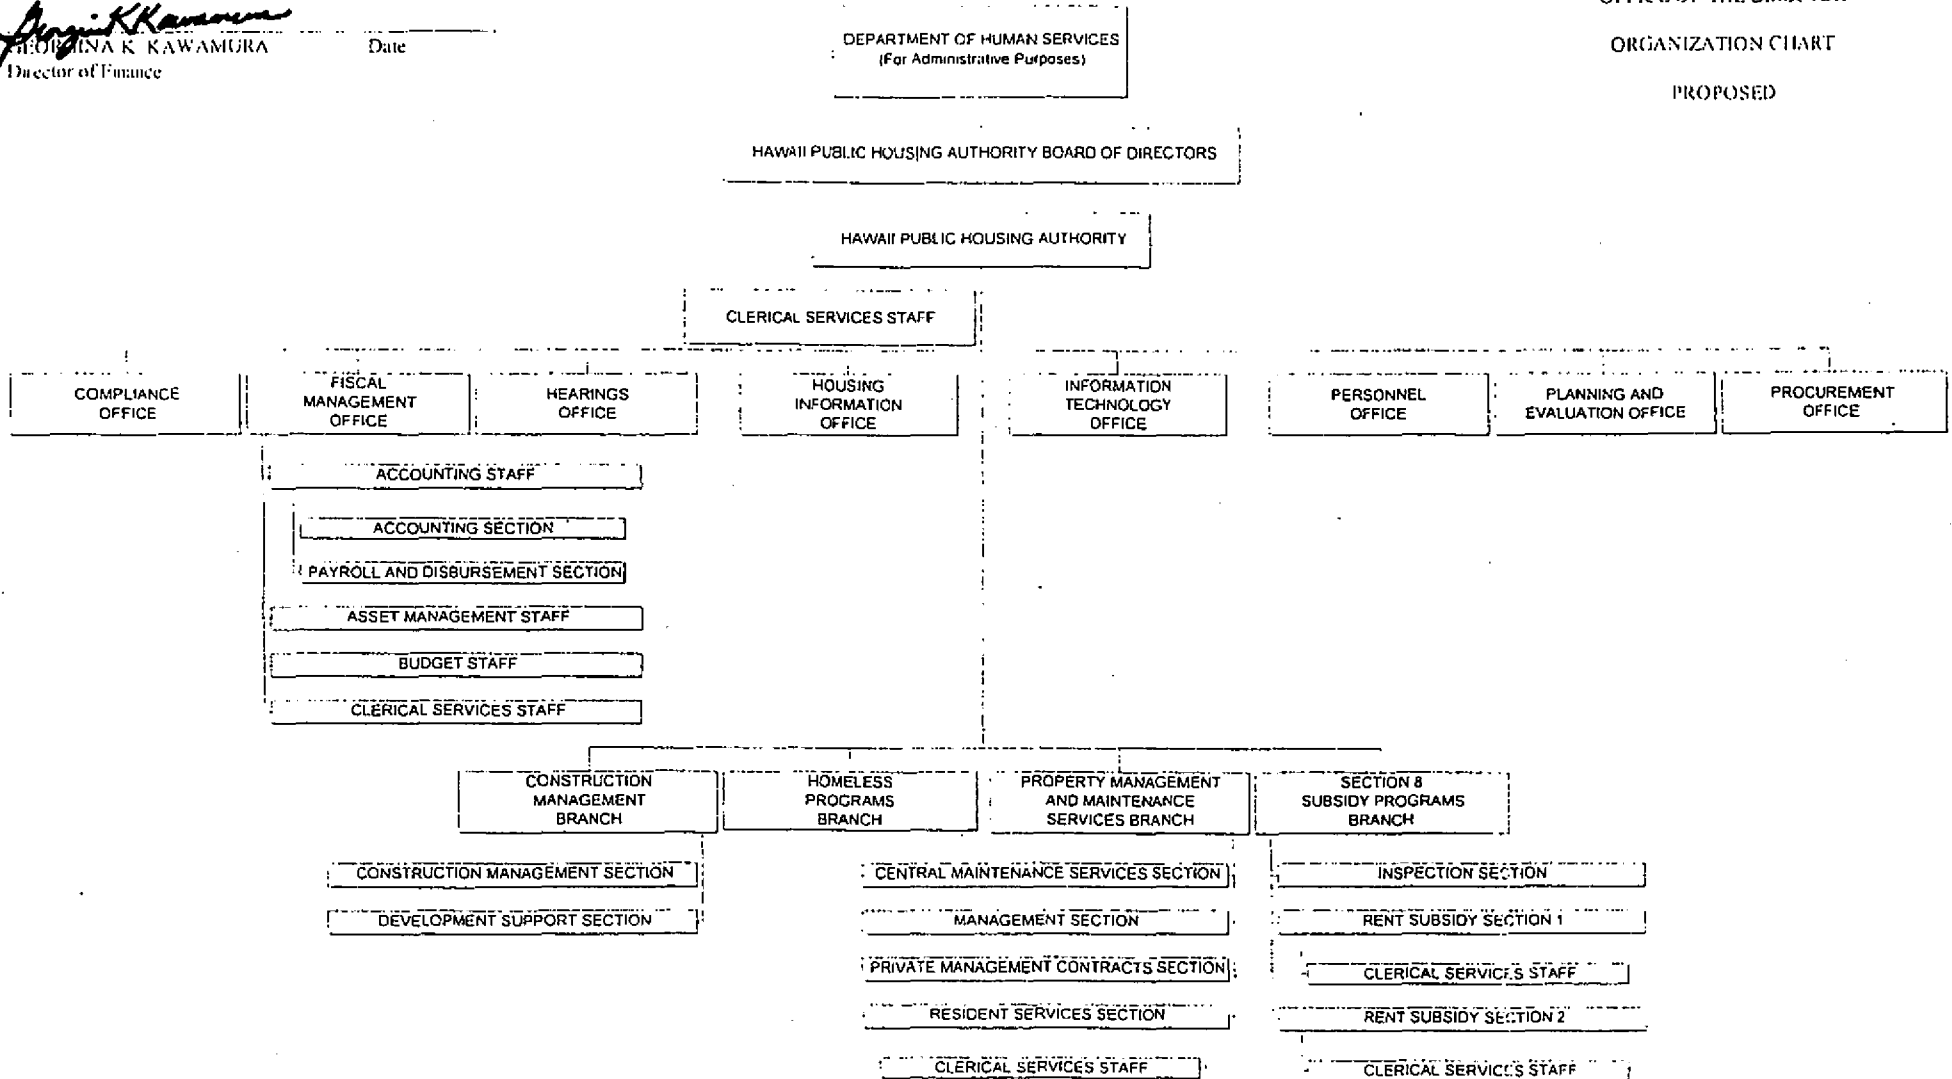 GEORGINA K. KAWAMURA Date
Director of Finance
ORGANIZATION CHART
PROPOSED
DEPARTMENT OF HUMAN SERVICES
(For Administrative Purposes)
HAWAII PUBLIC HOUSING AUTHORITY BOARD OF DIRECTORS
HAWAII PUBLIC HOUSING AUTHORITY
CLERICAL SERVICES STAFF
COMPLIANCE
OFFICE
FISCAL
MANAGEMENT
OFFICE
HEARINGS
OFFICE
HOUSING
INFORMATION
OFFICE
INFORMATION
TECHNOLOGY
OFFICE
PERSONNEL
OFFICE
PLANNING AND
EVALUATION OFFICE
PROCUREMENT
OFFICE
ACCOUNTING STAFF
ACCOUNTING SECTION
PAYROLL AND DISBURSEMENT SECTION
ASSET MANAGEMENT STAFF
BUDGET STAFF
CLERICAL SERVICES STAFF
CONSTRUCTION
MANAGEMENT
BRANCH
HOMELESS
PROGRAMS
BRANCH
PROPERTY MANAGEMENT
AND MAINTENANCE
SERVICES BRANCH
SECTION 8
SUBSIDY PROGRAMS
BRANCH
CONSTRUCTION MANAGEMENT SECTION
DEVELOPMENT SUPPORT SECTION
CENTRAL MAINTENANCE SERVICES SECTION
MANAGEMENT SECTION
PRIVATE MANAGEMENT CONTRACTS SECTION
RESIDENT SERVICES SECTION
CLERICAL SERVICES STAFF
INSPECTION SECTION
RENT SUBSIDY SECTION 1
CLERICAL SERVICES STAFF
RENT SUBSIDY SECTION 2
CLERICAL SERVICES STAFF